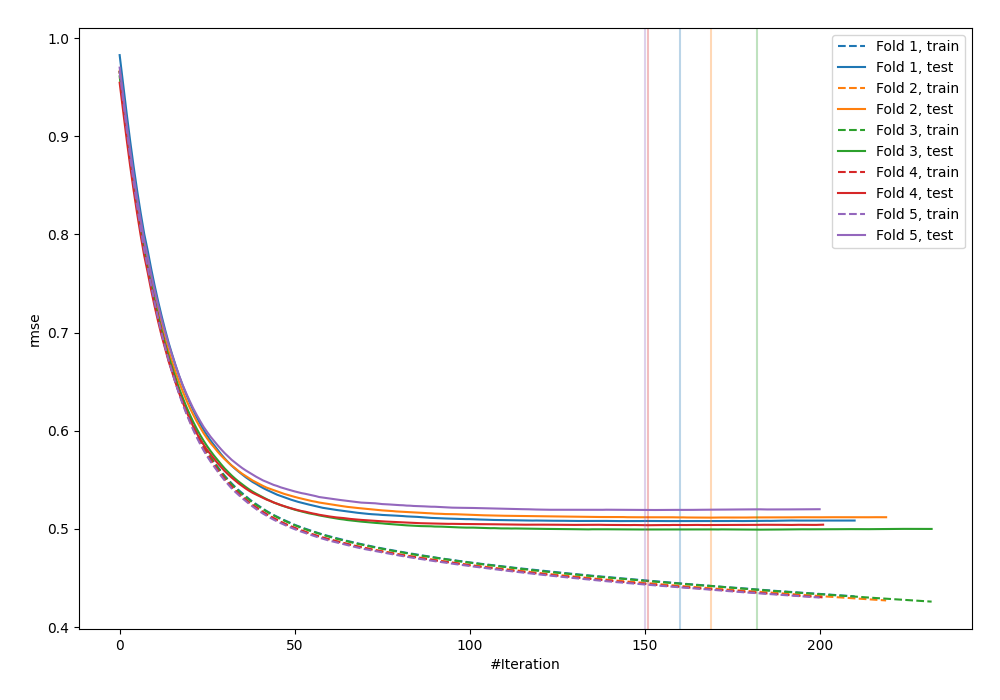 1.0
0.9
0.8
0.7
0.6
0.5
0.4
rmse
0
50
100
150
200
#Iteration
Fold 1, train
Fold 1, test
Fold 2, train
Fold 2, test
Fold 3, train
Fold 3, test
Fold 4, train
Fold 4, test
Fold 5, train
Fold 5, test